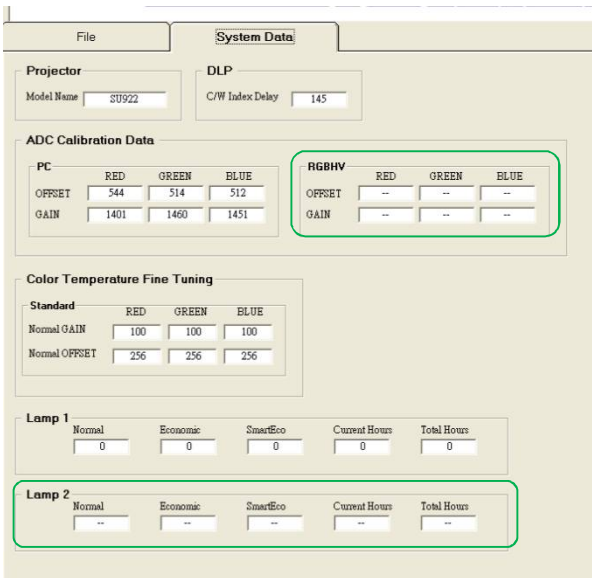 File System Data
Projector DLP
Model Name SU922 C/W Index Delay 145
ADC Calibration Data
PC RGBHV
RED GREEN BLUE RED GREEN BLUE
OFFSET 544 514 512 OFFSET -- -- --
GAIN 1401 1460 1451 GAIN -- -- --
Color Temperature Fine Tuning
Standard
RED GREEN BLUE
Normal GAIN 100 100 100
Normal OFFSET 256 256 256
Lamp 1
Normal Economic SmartEco Current Hours Total Hours
0 0 0 0 0
Lamp 2
Normal Economic SmartEco Current Hours Total Hours
-- -- -- -- --